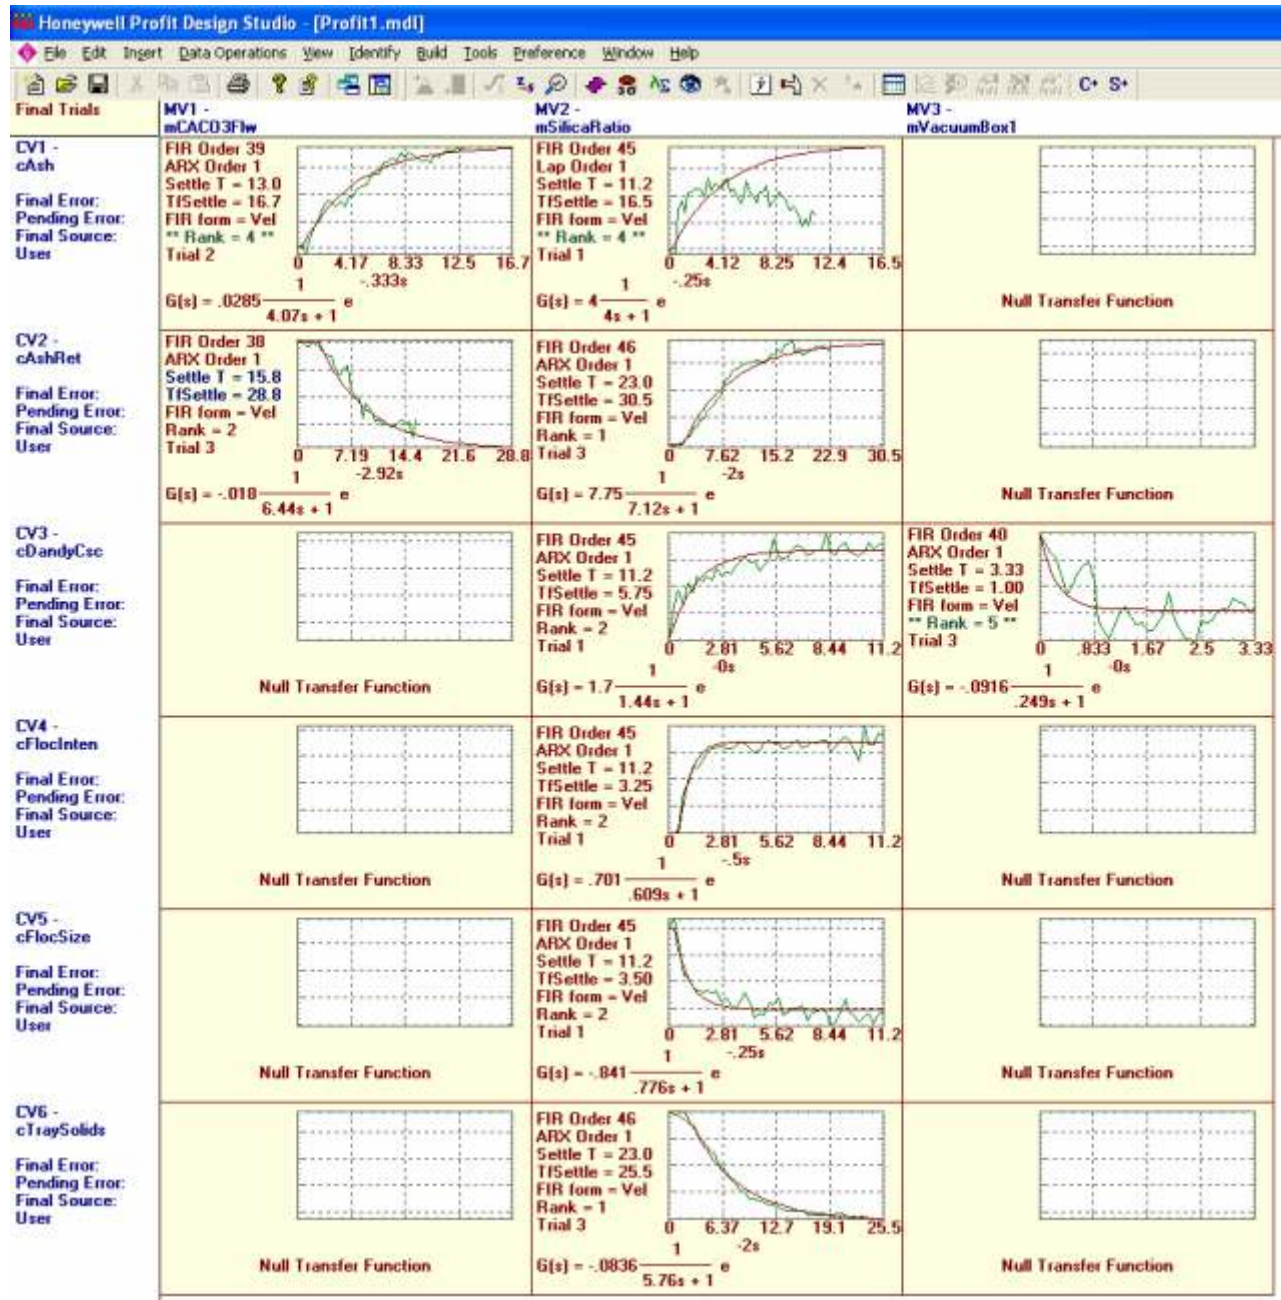 Honeywell Profit Design Studio - [Profit1.mdl]
File Edit Insert Data Operations View Identify Build Tools Preference Window Help
C+ S+
Final Trials
MV1 -
mCACO3Flw
MV2 -
mSilicaRatio
MV3 -
mVacuumBox1
CV1 -
cAsh
Final Error:
Pending Error:
Final Source:
User
FIR Order 39
ARX Order 1
Settle T = 13.0
TfSettle = 16.7
FIR form = Vel
** Rank = 4 **
Trial 2
0 4.17 8.33 12.5 16.7
1 -.333s
G(s) = .0285 e
4.07s + 1
FIR Order 45
Lap Order 1
Settle T = 11.2
TfSettle = 16.5
FIR form = Vel
** Rank = 4 **
Trial 1
0 4.12 8.25 12.4 16.5
1 -.25s
G(s) = 4 e
4s + 1
Null Transfer Function
CV2 -
cAshRet
Final Error:
Pending Error:
Final Source:
User
FIR Order 38
ARX Order 1
Settle T = 15.8
TfSettle = 28.8
FIR form = Vel
Rank = 2
Trial 3
0 7.19 14.4 21.6 28.8
1 -2.92s
G(s) = -.018 e
6.44s + 1
FIR Order 46
ARX Order 1
Settle T = 23.0
TfSettle = 30.5
FIR form = Vel
Rank = 1
Trial 3
0 7.62 15.2 22.9 30.5
1 -2s
G(s) = 7.75 e
7.12s + 1
Null Transfer Function
CV3 -
cDandyCsc
Final Error:
Pending Error:
Final Source:
User
Null Transfer Function
FIR Order 45
ARX Order 1
Settle T = 11.2
TfSettle = 5.75
FIR form = Vel
Rank = 2
Trial 1
0 2.81 5.62 8.44 11.2
1 -0s
G(s) = 1.7 e
1.44s + 1
FIR Order 40
ARX Order 1
Settle T = 3.33
TfSettle = 1.00
FIR form = Vel
** Rank = 5 **
Trial 3
0 .833 1.67 2.5 3.33
1 -0s
G(s) = -.0916 e
.249s + 1
CV4 -
cFlocInten
Final Error:
Pending Error:
Final Source:
User
Null Transfer Function
FIR Order 45
ARX Order 1
Settle T = 11.2
TfSettle = 3.25
FIR form = Vel
Rank = 2
Trial 1
0 2.81 5.62 8.44 11.2
1 -.5s
G(s) = .701 e
.609s + 1
Null Transfer Function
CV5 -
cFlocSize
Final Error:
Pending Error:
Final Source:
User
Null Transfer Function
FIR Order 45
ARX Order 1
Settle T = 11.2
TfSettle = 3.50
FIR form = Vel
Rank = 2
Trial 1
0 2.81 5.62 8.44 11.2
1 -.25s
G(s) = -.841 e
.776s + 1
Null Transfer Function
CV6 -
cTraySolids
Final Error:
Pending Error:
Final Source:
User
Null Transfer Function
FIR Order 46
ARX Order 1
Settle T = 23.0
TfSettle = 25.5
FIR form = Vel
Rank = 1
Trial 3
0 6.37 12.7 19.1 25.5
1 -2s
G(s) = -.0836 e
5.76s + 1
Null Transfer Function